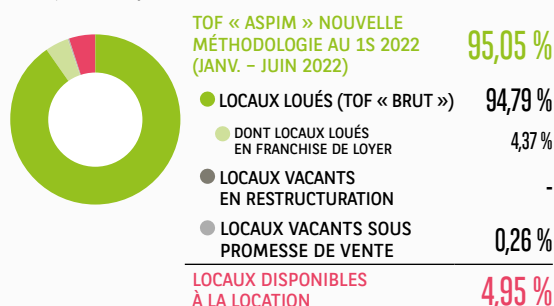 TOF « ASPIM » NOUVELLE
MÉTHODOLOGIE AU 1S 2022
(JANV. – JUIN 2022)
95,05 %
LOCAUX LOUÉS (TOF « BRUT »)
94,79 %
DONT LOCAUX LOUÉS
EN FRANCHISE DE LOYER
4,37 %
LOCAUX VACANTS
EN RESTRUCTURATION
-
LOCAUX VACANTS SOUS
PROMESSE DE VENTE
0,26 %
LOCAUX DISPONIBLES
À LA LOCATION
4,95 %